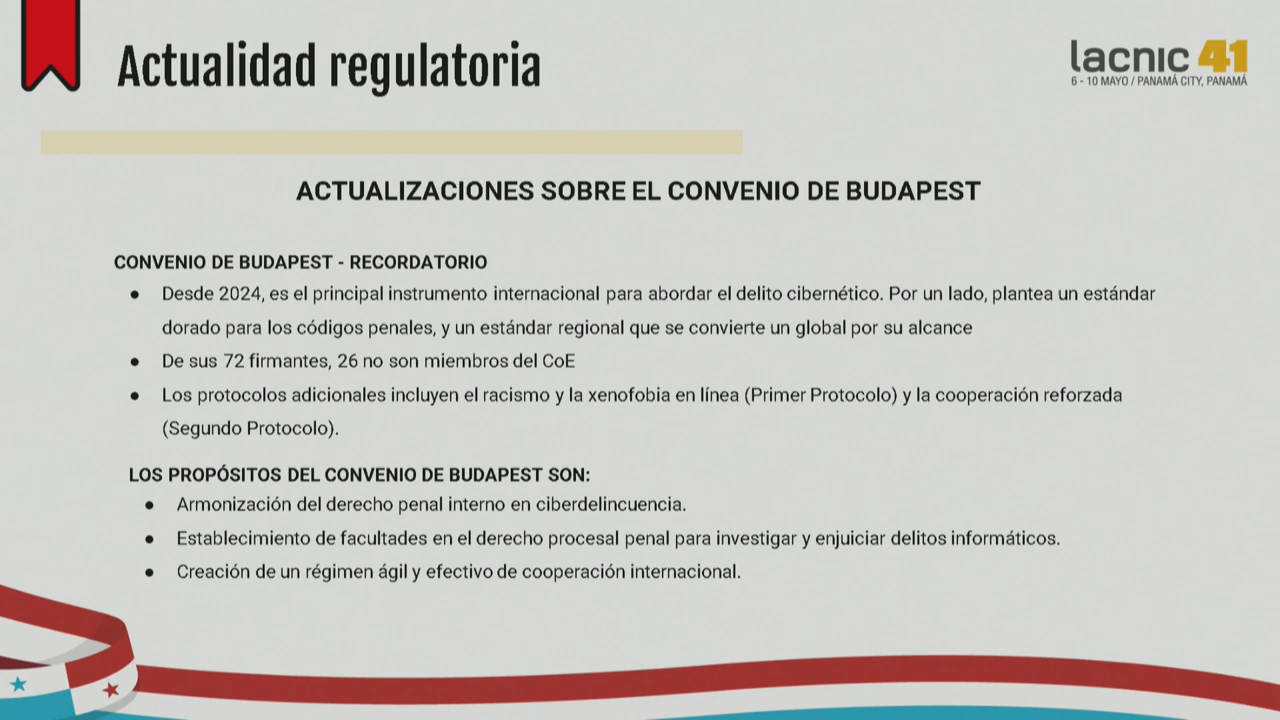 Actualidad regulatoria
lacnic 41
6 - 10 MAYO / PANAMÁ CITY, PANAMÁ
ACTUALIZACIONES SOBRE EL CONVENIO DE BUDAPEST
CONVENIO DE BUDAPEST - RECORDATORIO
● Desde 2024, es el principal instrumento internacional para abordar el delito cibernético. Por un lado, plantea un estándar
dorado para los códigos penales, y un estándar regional que se convierte un global por su alcance
● De sus 72 firmantes, 26 no son miembros del CoE
● Los protocolos adicionales incluyen el racismo y la xenofobia en línea (Primer Protocolo) y la cooperación reforzada
(Segundo Protocolo).
LOS PROPÓSITOS DEL CONVENIO DE BUDAPEST SON:
● Armonización del derecho penal interno en ciberdelincuencia.
● Establecimiento de facultades en el derecho procesal penal para investigar y enjuiciar delitos informáticos.
● Creación de un régimen ágil y efectivo de cooperación internacional.